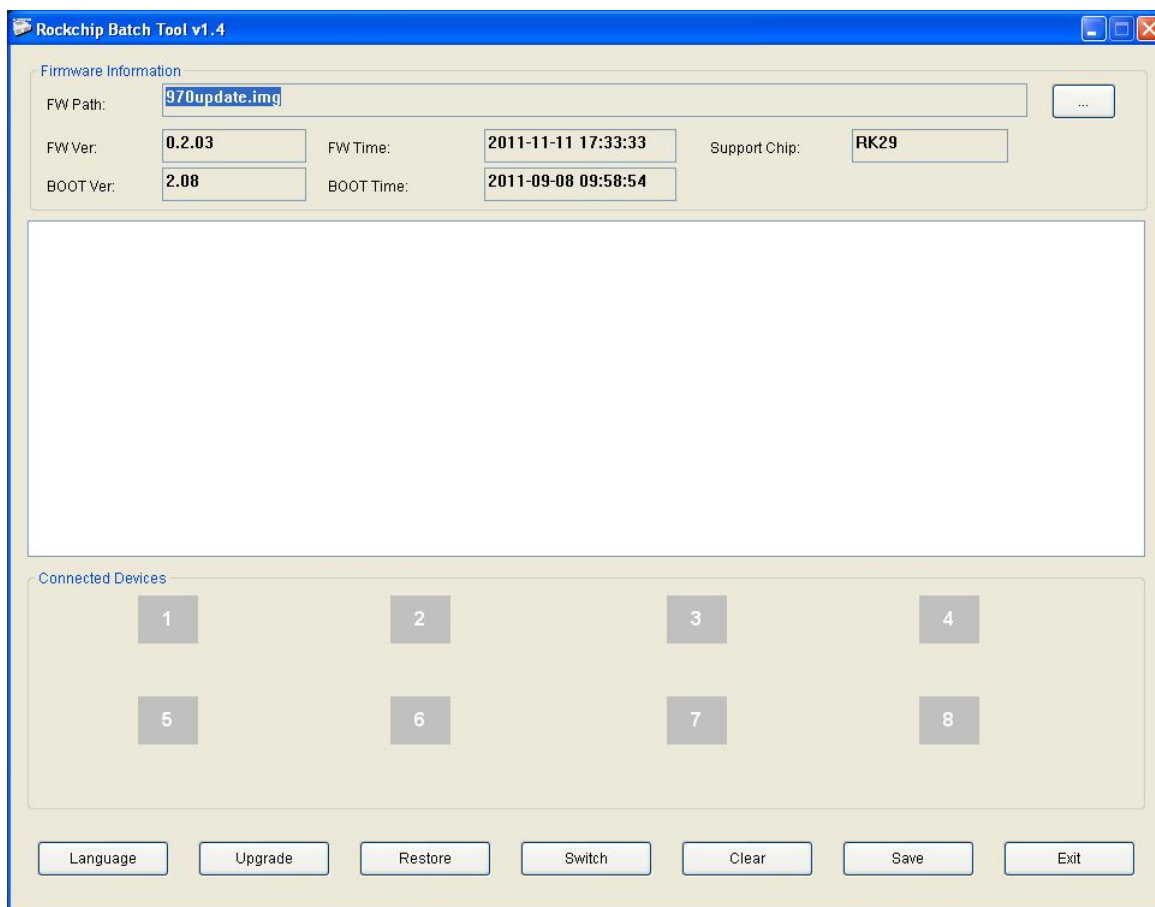 Rockchip Batch Tool v1.4
Firmware Information
FW Path: 970update.img ...
FW Ver: 0.2.03 FW Time: 2011-11-11 17:33:33 Support Chip: RK29
BOOT Ver: 2.08 BOOT Time: 2011-09-08 09:58:54
Connected Devices
1 2 3 4
5 6 7 8
Language Upgrade Restore Switch Clear Save Exit